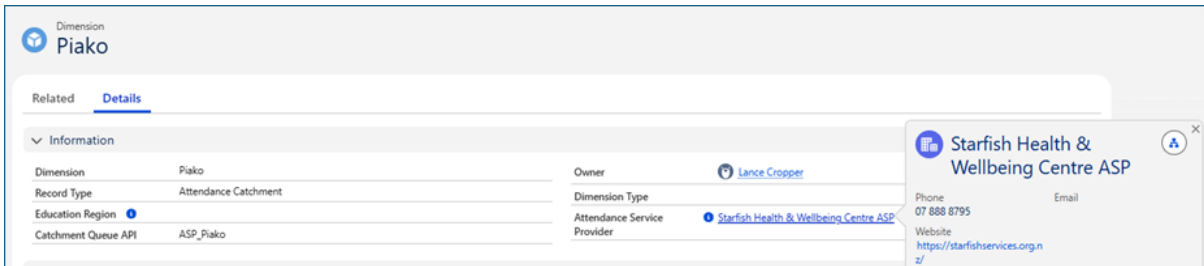 Dimension
Piako
Related Details
Information
Dimension Piako
Record Type Attendance Catchment
Education Region
Catchment Queue API ASP_Piako
Owner Lance Cropper
Dimension Type
Attendance Service Starfish Health & Wellbeing Centre ASP
Provider
Starfish Health &
Wellbeing Centre ASP
Phone Email
07 888 8795
Website
https://starfishservices.org.n
z/